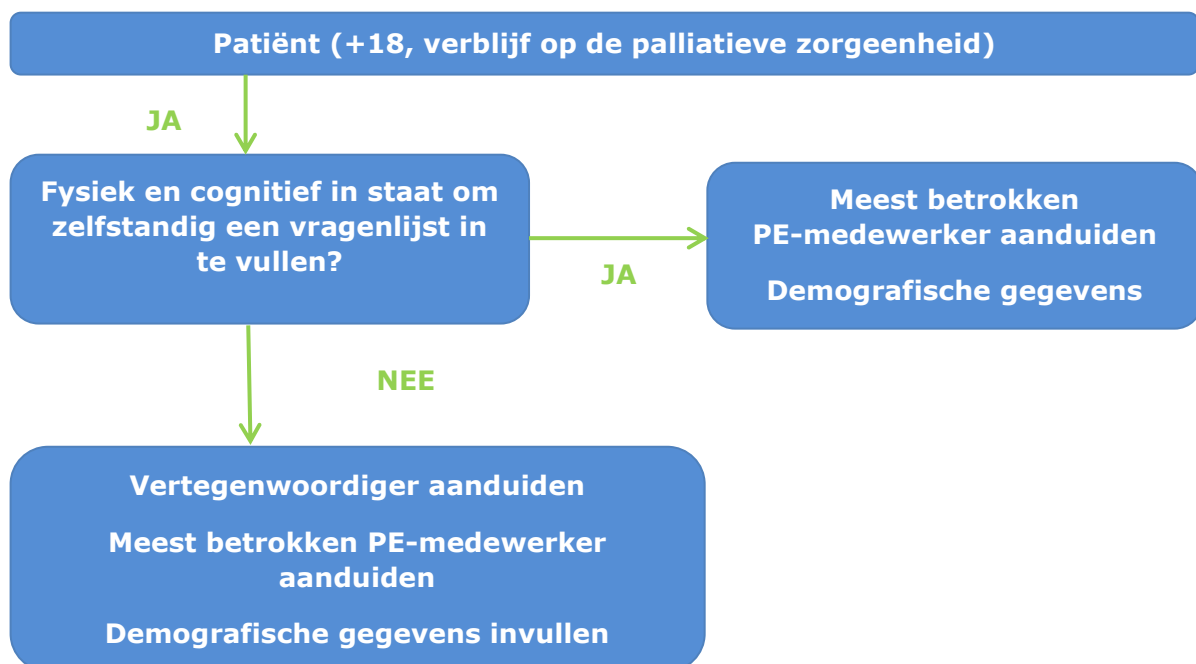 Patiënt (+18, verblijf op de palliatieve zorgeenheid)
JA
Fysiek en cognitief in staat om
zelfstandig een vragenlijst in
te vullen?
JA
Meest betrokken
PE-medewerker aanduiden
Demografische gegevens
NEE
Vertegenwoordiger aanduiden
Meest betrokken PE-medewerker
aanduiden
Demografische gegevens invullen